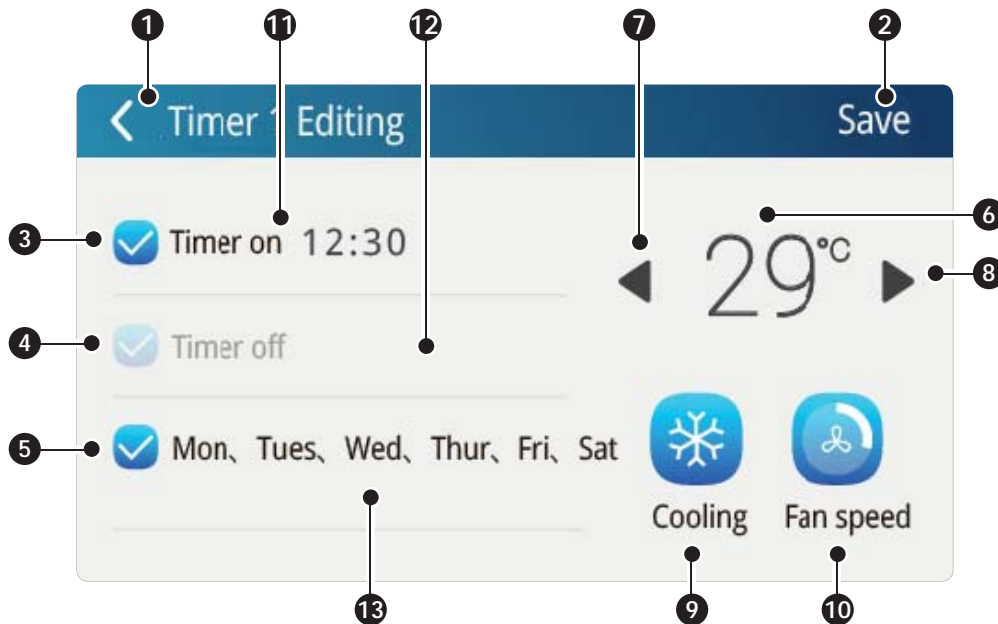 1 11 12 7 2
Timer 1 Editing Save
3 Timer on 12:30 29°C 6
8
4 Timer off
5 Mon、Tues、Wed、Thur、Fri、Sat
Cooling Fan speed
13 9 10